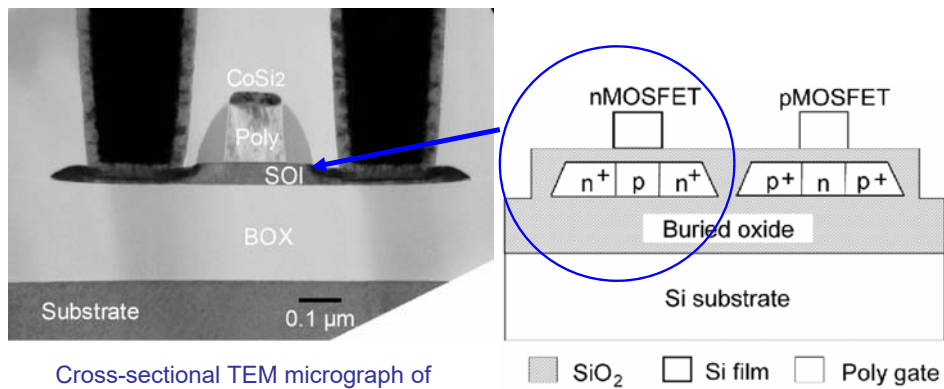 CoSi2
Poly
SOI
BOX
Substrate
0.1 μm
Cross-sectional TEM micrograph of
nMOSFET
pMOSFET
n+ p n+
p+ n p+
Buried oxide
Si substrate
SiO2
Si film
Poly gate